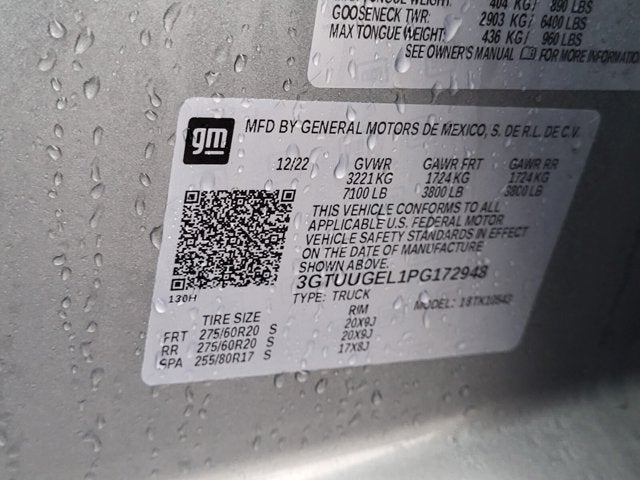 404 KG / 890 LBS
GOOSENECK TWR: 2903 KG / 6400 LBS
MAX TONGUE WEIGHT: 436 KG / 960 LBS
SEE OWNER'S MANUAL FOR MORE INFORMATION
gm MFD BY GENERAL MOTORS DE MEXICO, S. DE R.L. DE C.V.
12/22 GVWR GAWR FRT GAWR RR
3221 KG 1724 KG 1724 KG
7100 LB 3800 LB 3800 LB
THIS VEHICLE CONFORMS TO ALL
APPLICABLE U.S. FEDERAL MOTOR
VEHICLE SAFETY STANDARDS IN EFFECT
ON THE DATE OF MANUFACTURE
SHOWN ABOVE.
3GTUUGEL1PG172948
130H
TYPE: TRUCK MODEL: 1STK10543
TIRE SIZE RIM
FRT 275/60R20 S 20X9J
RR 275/60R20 S 20X9J
SPA 255/80R17 S 17X8J